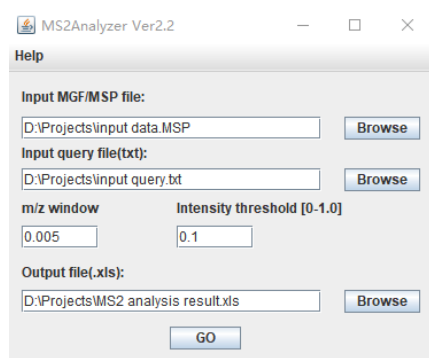 MS2Analyzer Ver2.2
Help
Input MGF/MSP file:
D:\Projects\input data.MSP Browse
Input query file(txt):
D:\Projects\input query.txt Browse
m/z window Intensity threshold [0-1.0]
0.005 0.1
Output file(.xls):
D:\Projects\MS2 analysis result.xls Browse
GO